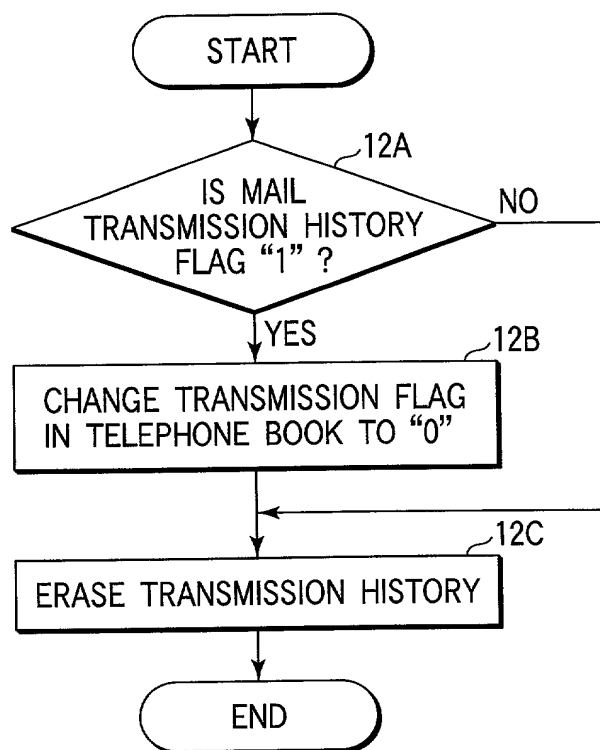 START
12A
IS MAIL
TRANSMISSION HISTORY
FLAG “1” ?
NO
YES
12B
CHANGE TRANSMISSION FLAG
IN TELEPHONE BOOK TO “0”
12C
ERASE TRANSMISSION HISTORY
END